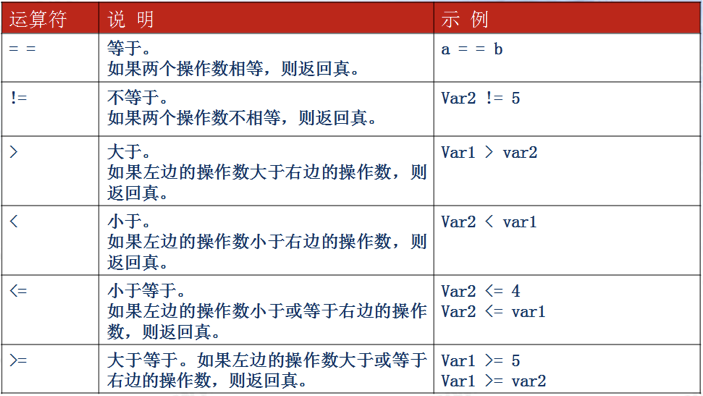 运算符 说 明 示 例
= = 等于。 a = = b
如果两个操作数相等，则返回真。
!= 不等于。 Var2 != 5
如果两个操作数不相等，则返回真。
> 大于。 Var1 > var2
如果左边的操作数大于右边的操作数，则
返回真。
< 小于。 Var2 < var1
如果左边的操作数小于右边的操作数，则
返回真。
<= 小于等于。 Var2 <= 4
如果左边的操作数小于或等于右边的操作 Var2 <= var1
数，则返回真。
>= 大于等于。如果左边的操作数大于或等于 Var1 >= 5
右边的操作数，则返回真。 Var1 >= var2